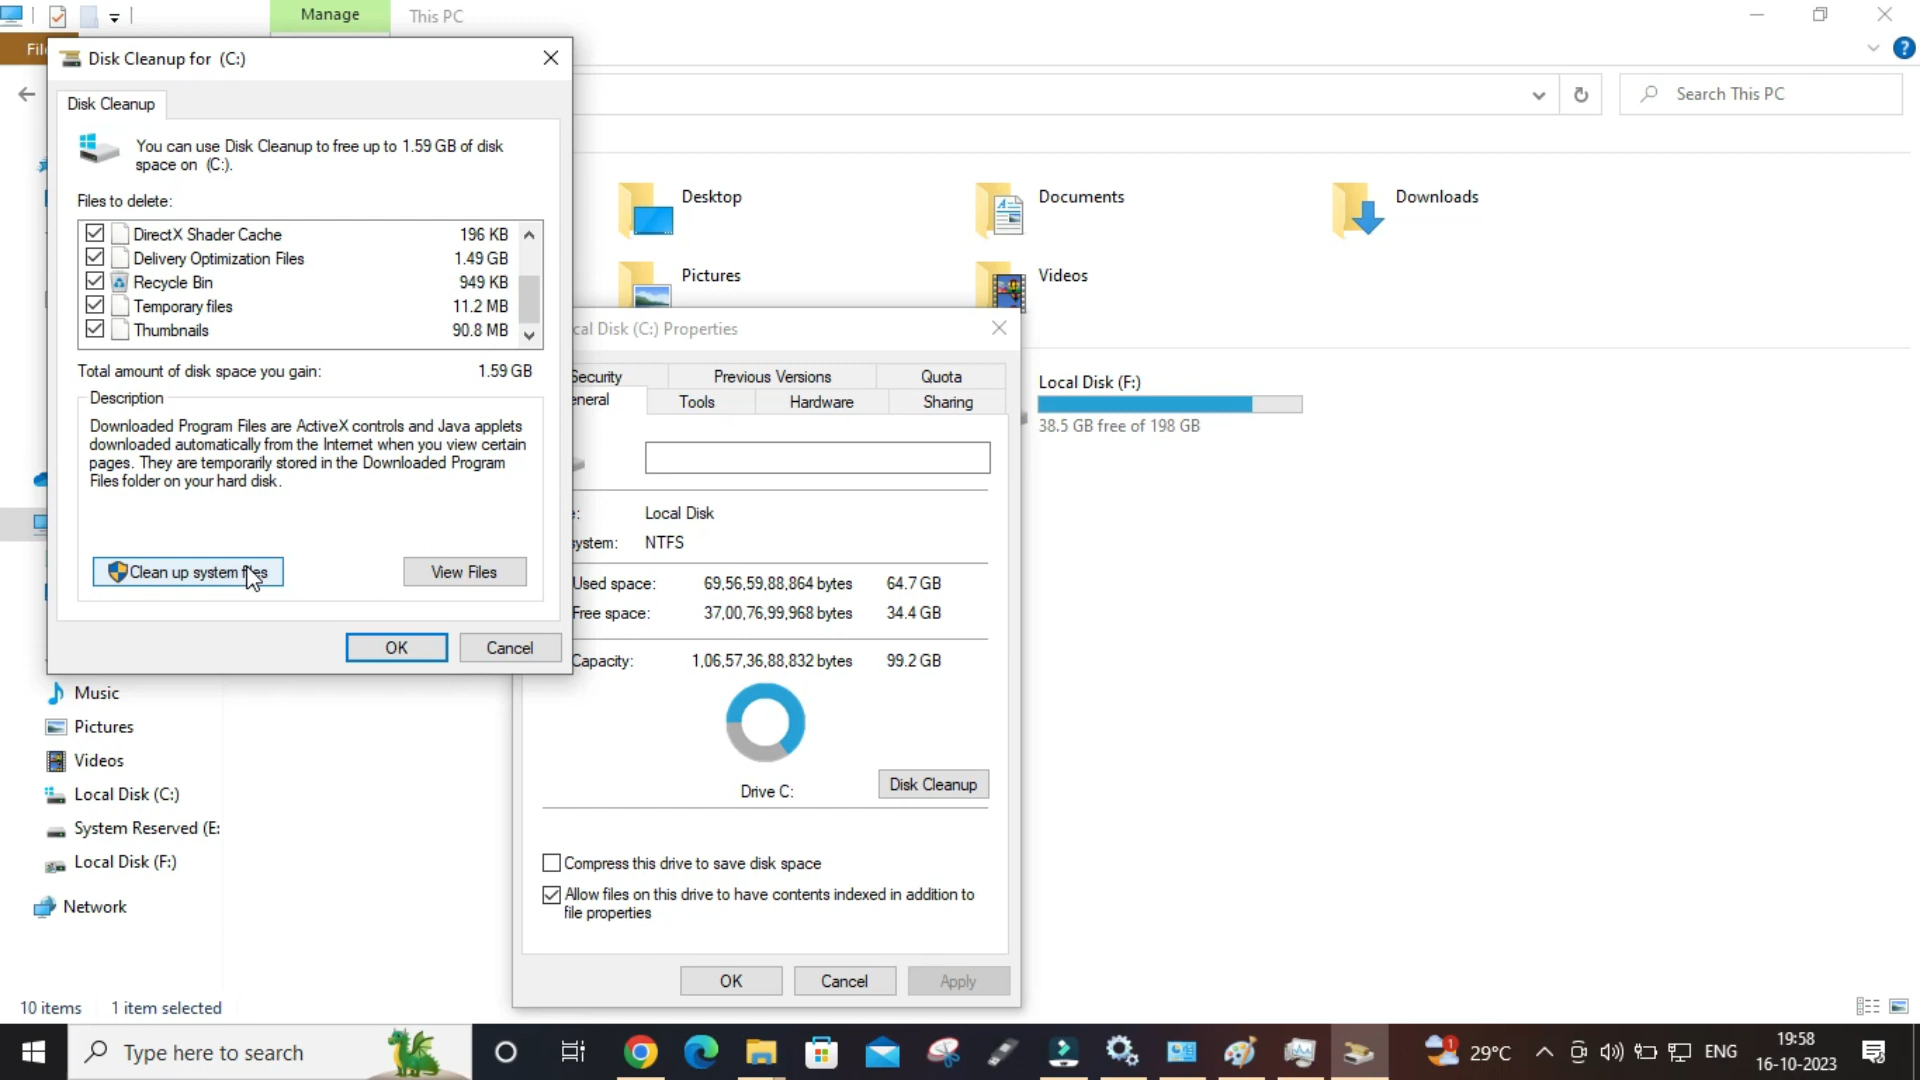 Manage
This PC
Disk Cleanup for (C:)
Disk Cleanup
You can use Disk Cleanup to free up to 1.59 GB of disk
space on (C:).
Files to delete:
DirectX Shader Cache 196 KB
Delivery Optimization Files 1.49 GB
Recycle Bin 949 KB
Temporary files 11.2 MB
Thumbnails 90.8 MB
Total amount of disk space you gain: 1.59 GB
Description
Downloaded Program Files are ActiveX controls and Java applets
downloaded automatically from the Internet when you view certain
pages. They are temporarily stored in the Downloaded Program
Files folder on your hard disk.
Clean up system files
View Files
OK
Cancel
Search This PC
Desktop
Documents
Downloads
Pictures
Videos
Local Disk (F:)
38.5 GB free of 198 GB
Disk (C:) Properties
Security
Previous Versions
Quota
Tools
Hardware
Sharing
Local Disk
NTFS
Used space: 69,56,59,88,864 bytes 64.7 GB
Free space: 37,00,76,99,968 bytes 34.4 GB
Capacity: 1,06,57,36,88,832 bytes 99.2 GB
Drive C:
Disk Cleanup
Compress this drive to save disk space
Allow files on this drive to have contents indexed in addition to
file properties
OK
Cancel
Apply
Music
Pictures
Videos
Local Disk (C:)
System Reserved (E:
Local Disk (F:)
Network
10 items
1 item selected
Type here to search
1
29°C
ENG
19:58
16-10-2023